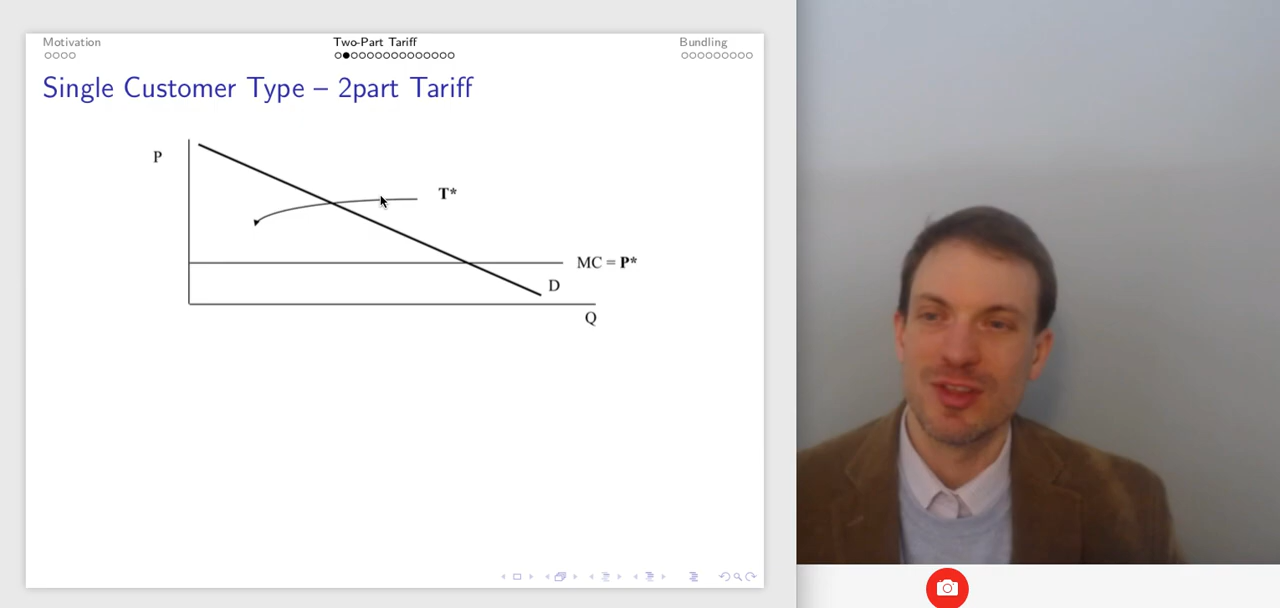 Motivation Two-Part Tariff Bundling
Single Customer Type – 2part Tariff
P
T*
MC = P*
D
Q